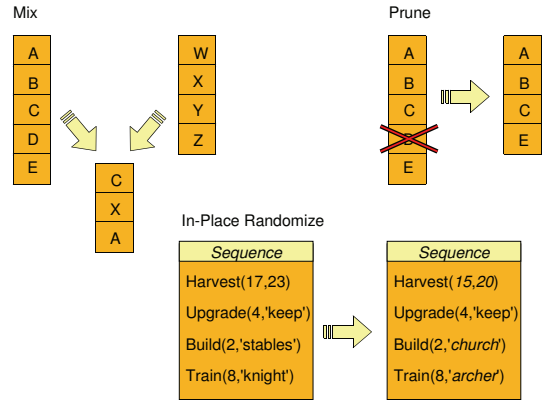 Mix
A
B
C
D
E
W
X
Y
Z
C
X
A
Prune
A
B
C
D
E
A
B
C
E
In-Place Randomize
Sequence
Harvest(17,23)
Upgrade(4,'keep')
Build(2,'stables')
Train(8,'knight')
Sequence
Harvest(15,20)
Upgrade(4,'keep')
Build(2,'church')
Train(8,'archer')